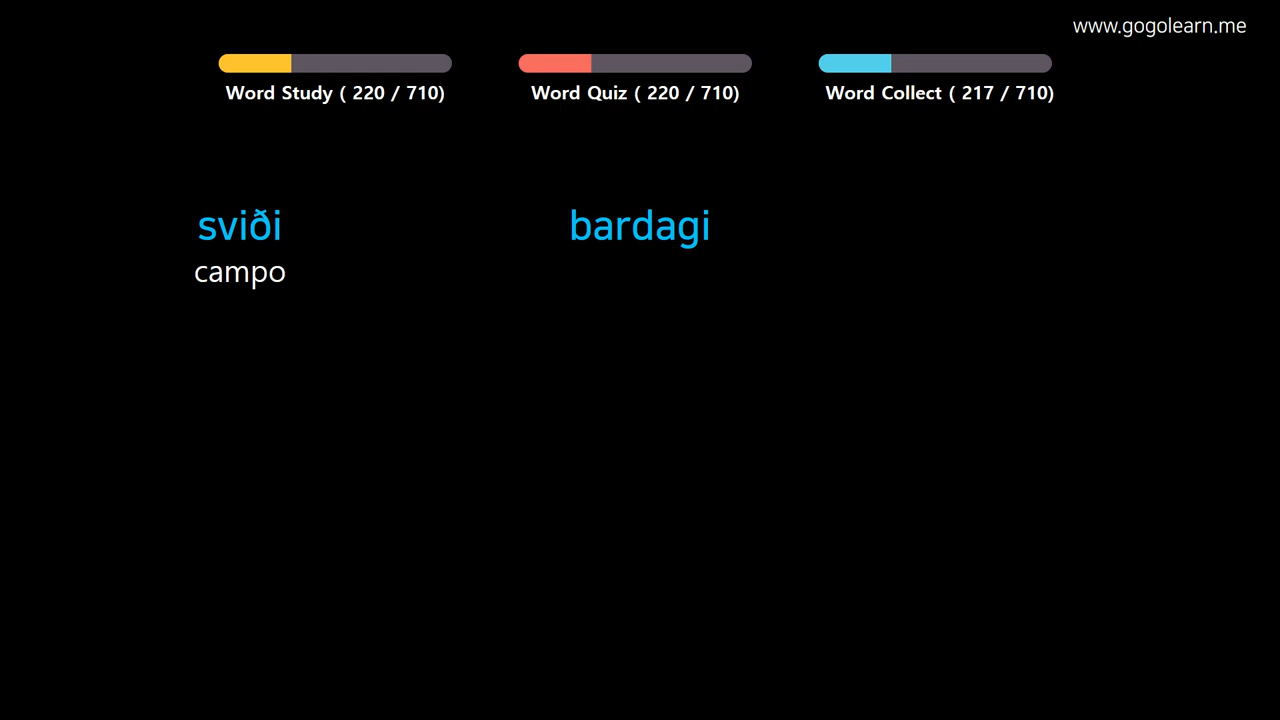 www.gogolearn.me
Word Study ( 220 / 710)
Word Quiz ( 220 / 710)
Word Collect ( 217 / 710)
sviði
bardagi
campo